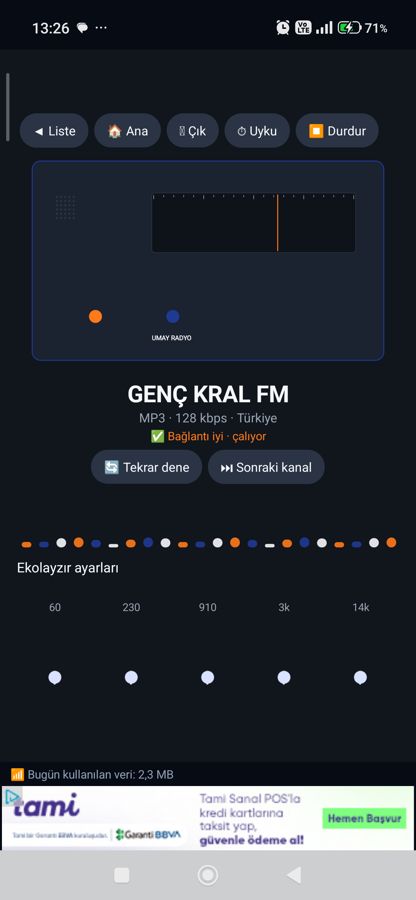 13:26
71%
◄ Liste
🏠 Ana
Çık
⏱ Uyku
⏹ Durdur
UMAY RADYO
GENÇ KRAL FM
MP3 · 128 kbps · Türkiye
✅ Bağlantı iyi · çalıyor
🔄 Tekrar dene
⏭ Sonraki kanal
Ekolayzır ayarları
60 230 910 3k 14k
📶 Bugün kullanılan veri: 2,3 MB
tami
Garanti BBVA
Tami Sanal POS'la
kredi kartlarına
taksit yap,
güvenle ödeme al!
Hemen Başvur